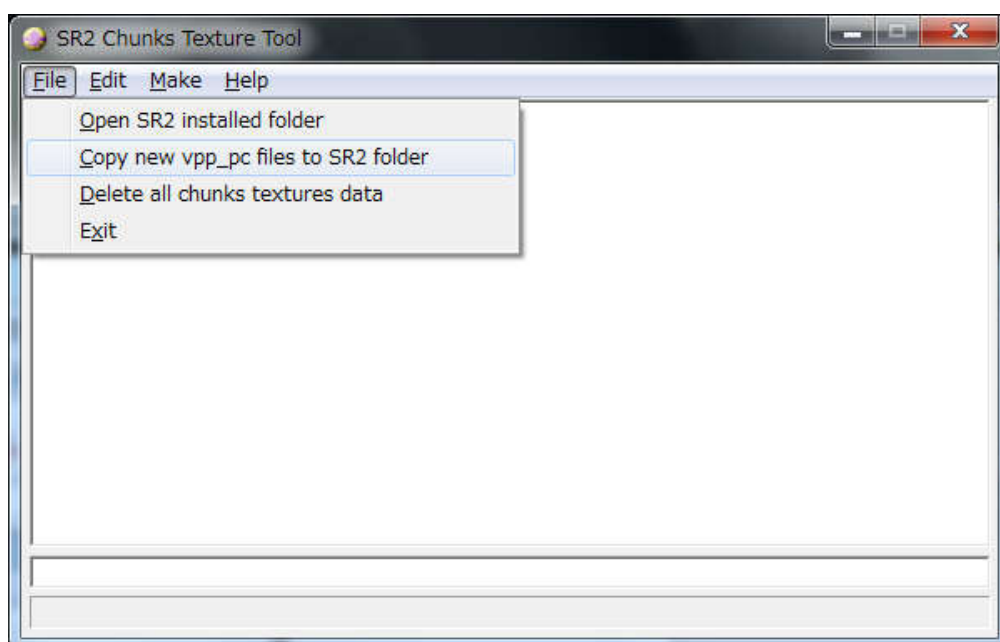 SR2 Chunks Texture Tool
File Edit Make Help
Open SR2 installed folder
Copy new vpp_pc files to SR2 folder
Delete all chunks textures data
Exit